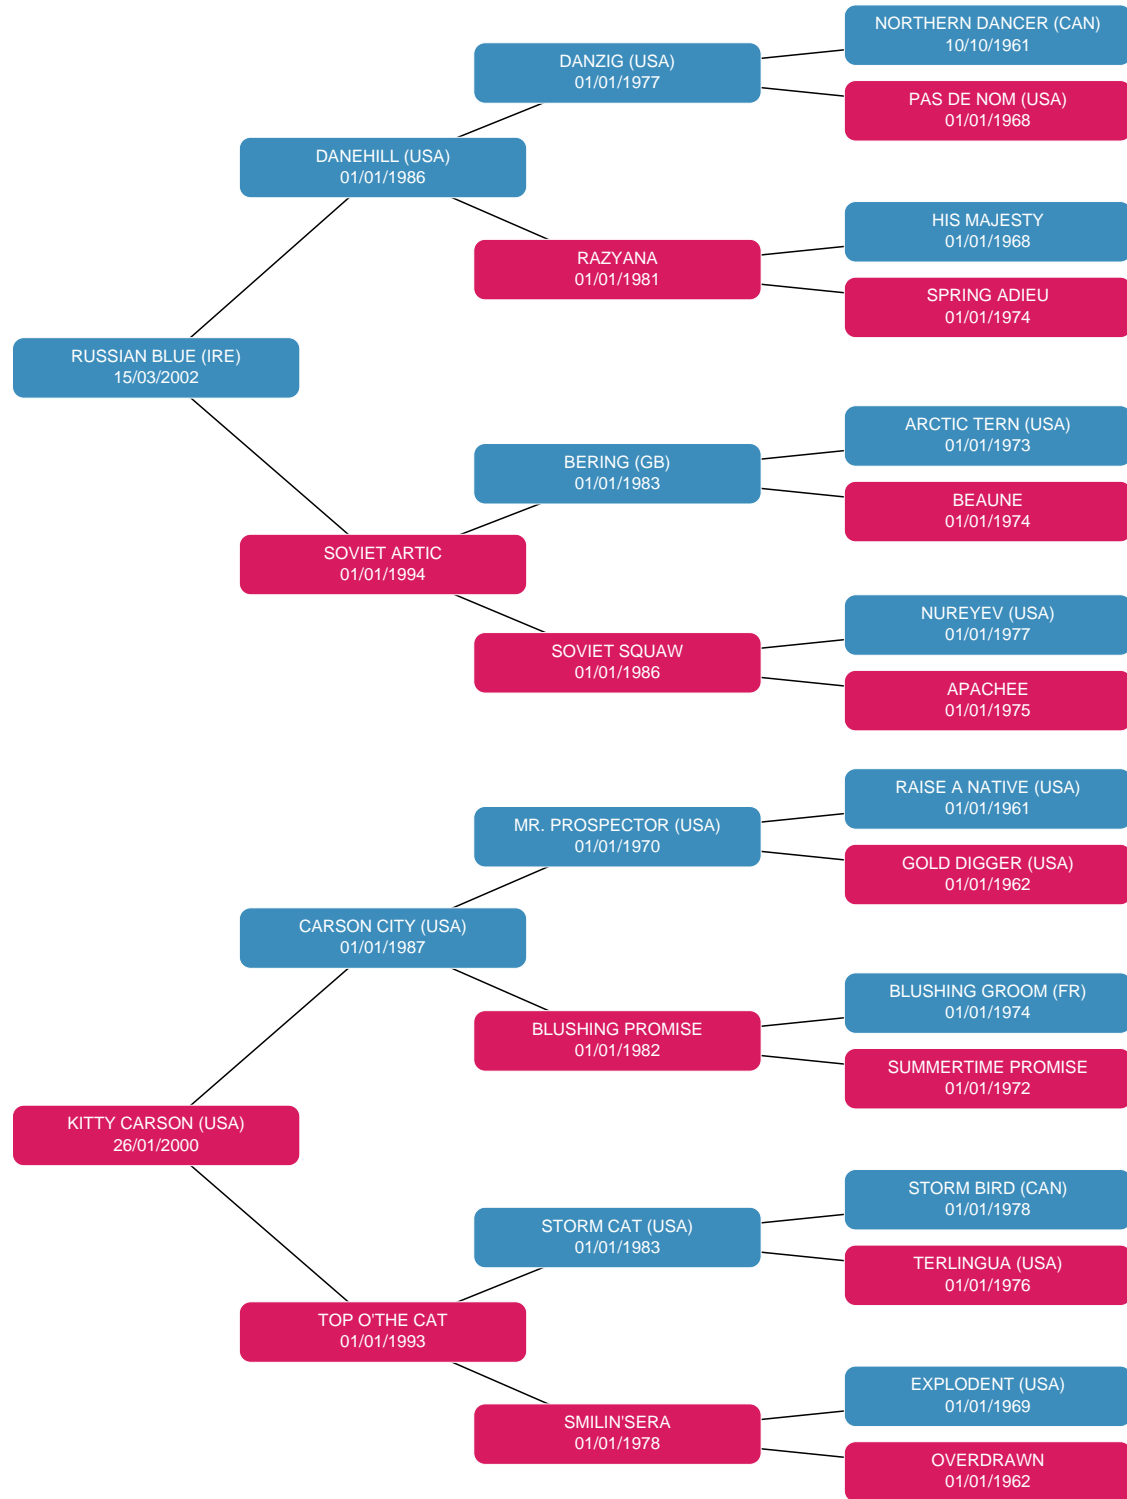 NORTHERN DANCER (CAN)
10/10/1961
DANZIG (USA)
01/01/1977
PAS DE NOM (USA)
01/01/1968
DANEHILL (USA)
01/01/1986
HIS MAJESTY
01/01/1968
RAZYANA
01/01/1981
SPRING ADIEU
01/01/1974
RUSSIAN BLUE (IRE)
15/03/2002
ARCTIC TERN (USA)
01/01/1973
BERING (GB)
01/01/1983
BEAUNE
01/01/1974
SOVIET ARTIC
01/01/1994
NUREYEV (USA)
01/01/1977
SOVIET SQUAW
01/01/1986
APACHEE
01/01/1975
RAISE A NATIVE (USA)
01/01/1961
MR. PROSPECTOR (USA)
01/01/1970
GOLD DIGGER (USA)
01/01/1962
CARSON CITY (USA)
01/01/1987
BLUSHING GROOM (FR)
01/01/1974
BLUSHING PROMISE
01/01/1982
SUMMERTIME PROMISE
01/01/1972
KITTY CARSON (USA)
26/01/2000
STORM BIRD (CAN)
01/01/1978
STORM CAT (USA)
01/01/1983
TERLINGUA (USA)
01/01/1976
TOP O'THE CAT
01/01/1993
EXPLODENT (USA)
01/01/1969
SMILIN'SERA
01/01/1978
OVERDRAWN
01/01/1962